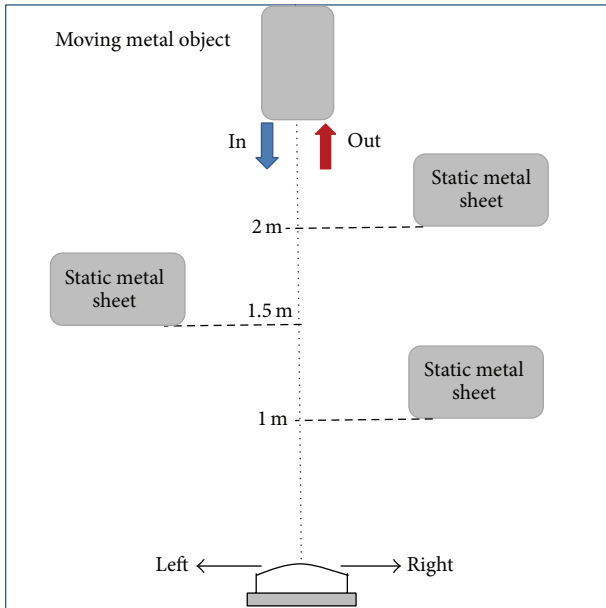 Moving metal object
In
Out
Static metal
sheet
2 m
Static metal
sheet
1.5 m
Static metal
sheet
1 m
Left
Right